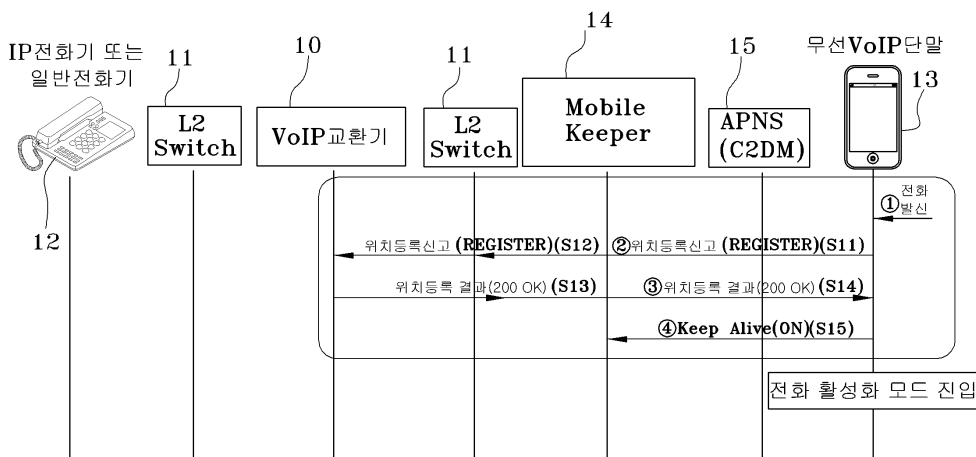 IP전화기 또는
일반전화기
11
10
11
14
15
무선VoIP단말
13
L2
Switch
VoIP교환기
L2
Switch
Mobile
Keeper
APNS
(C2DM)
12
①전화
발신
위치등록신고 (REGISTER)(S12)
②위치등록신고 (REGISTER)(S11)
위치등록 결과(200 OK) (S13)
③위치등록 결과(200 OK) (S14)
④Keep Alive(ON)(S15)
전화 활성화 모드 진입